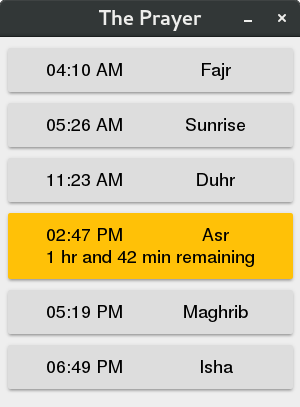 The Prayer
04:10 AM Fajr
05:26 AM Sunrise
11:23 AM Duhr
02:47 PM Asr
1 hr and 42 min remaining
05:19 PM Maghrib
06:49 PM Isha